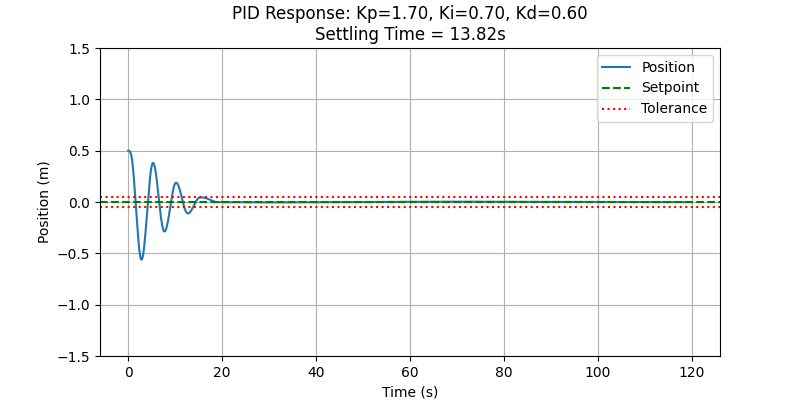 PID Response: Kp=1.70, Ki=0.70, Kd=0.60
Settling Time = 13.82s
1.5
1.0
0.5
0.0
−0.5
−1.0
−1.5
Position (m)
Position
Setpoint
Tolerance
0
20
40
60
80
100
120
Time (s)